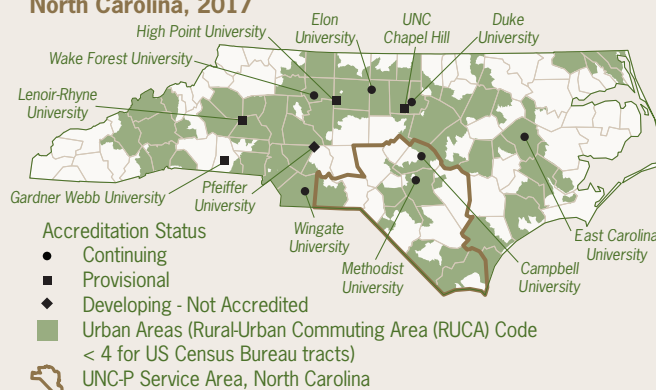 North Carolina, 2017
High Point University
Elon
University
UNC
Chapel Hill
Duke
University
Wake Forest University
Lenoir-Rhyne
University
Gardner Webb University
Pfeiffer
University
Wingate
University
Methodist
University
Campbell
University
East Carolina
University
Accreditation Status
Continuing
Provisional
Developing - Not Accredited
Urban Areas (Rural-Urban Commuting Area (RUCA) Code
< 4 for US Census Bureau tracts)
UNC-P Service Area, North Carolina